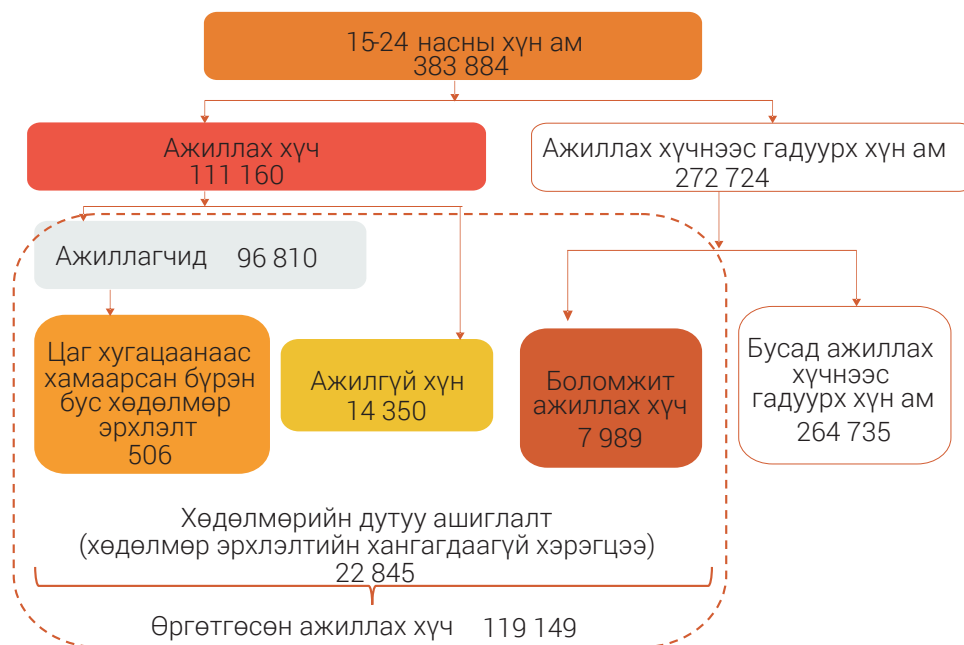 15-24 насны хүн ам
383 884
Ажиллах хүч
111 160
Ажиллах хүчнээс гадуурх хүн ам
272 724
Ажиллагчид 96 810
Цаг хугацаанаас
хамаарсан бүрэн
бус хөдөлмөр
эрхлэлт
506
Ажилгүй хүн
14 350
Боломжит
ажиллах хүч
7 989
Бусад ажиллах
хүчнээс
гадуурх хүн ам
264 735
Хөдөлмөрийн дутуу ашиглалт
(хөдөлмөр эрхлэлтийн хангагдаагүй хэрэгцээ)
22 845
Өргөтгөсөн ажиллах хүч 119 149